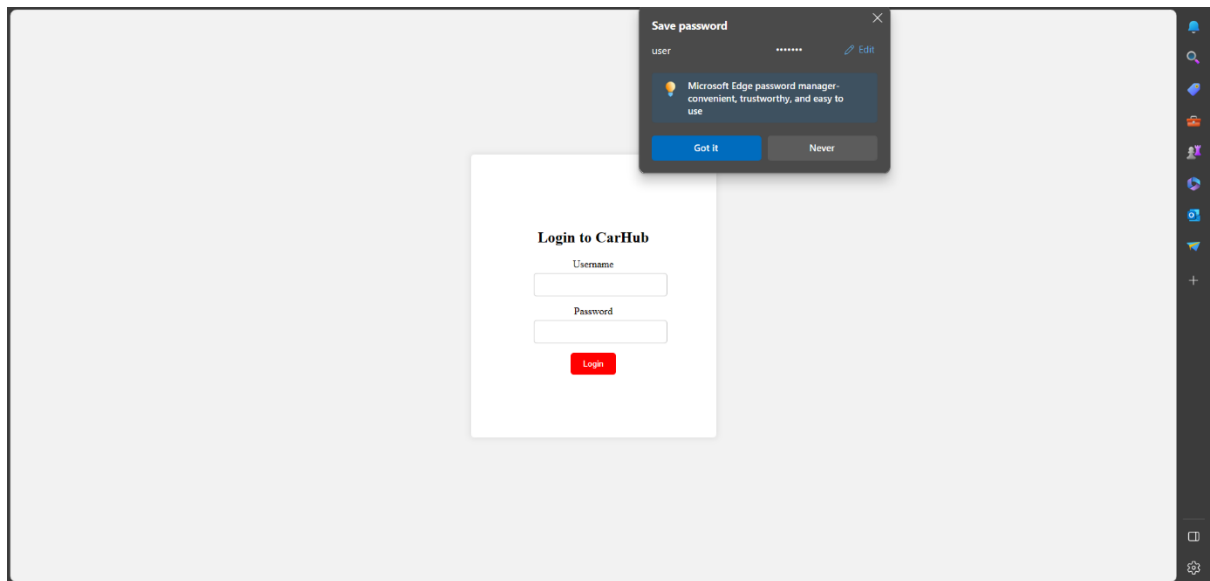 Save password
user ••••••• Edit
Microsoft Edge password manager-
convenient, trustworthy, and easy to
use
Got it Never
Login to CarHub
Username
Password
Login